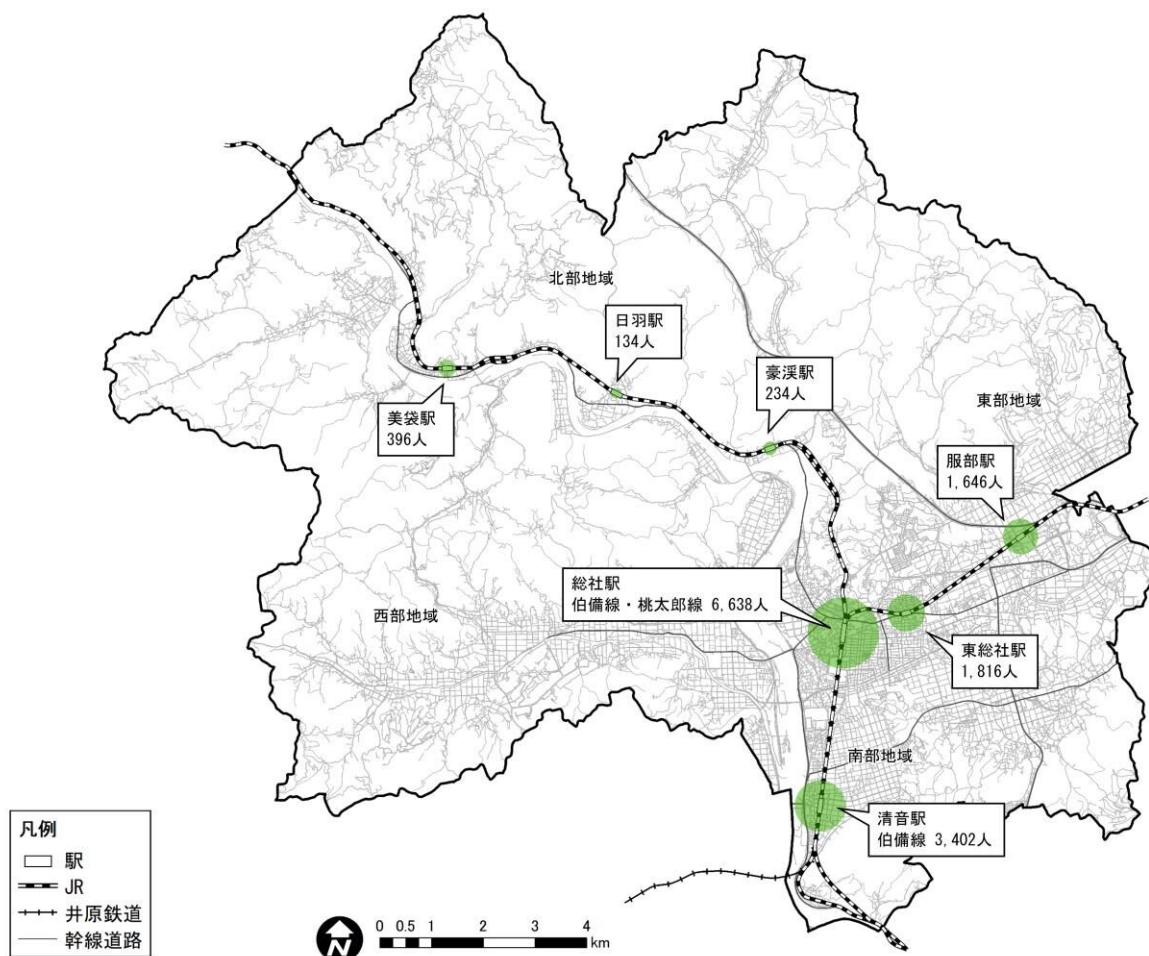 北部地域
日羽駅
134人
豪渓駅
234人
美袋駅
396人
東部地域
服部駅
1,646人
総社駅
伯備線・桃太郎線 6,638人
西部地域
東総社駅
1,816人
南部地域
清音駅
伯備線 3,402人
凡例
駅
JR
井原鉄道
幹線道路
N
0 0.5 1 2 3 4
km